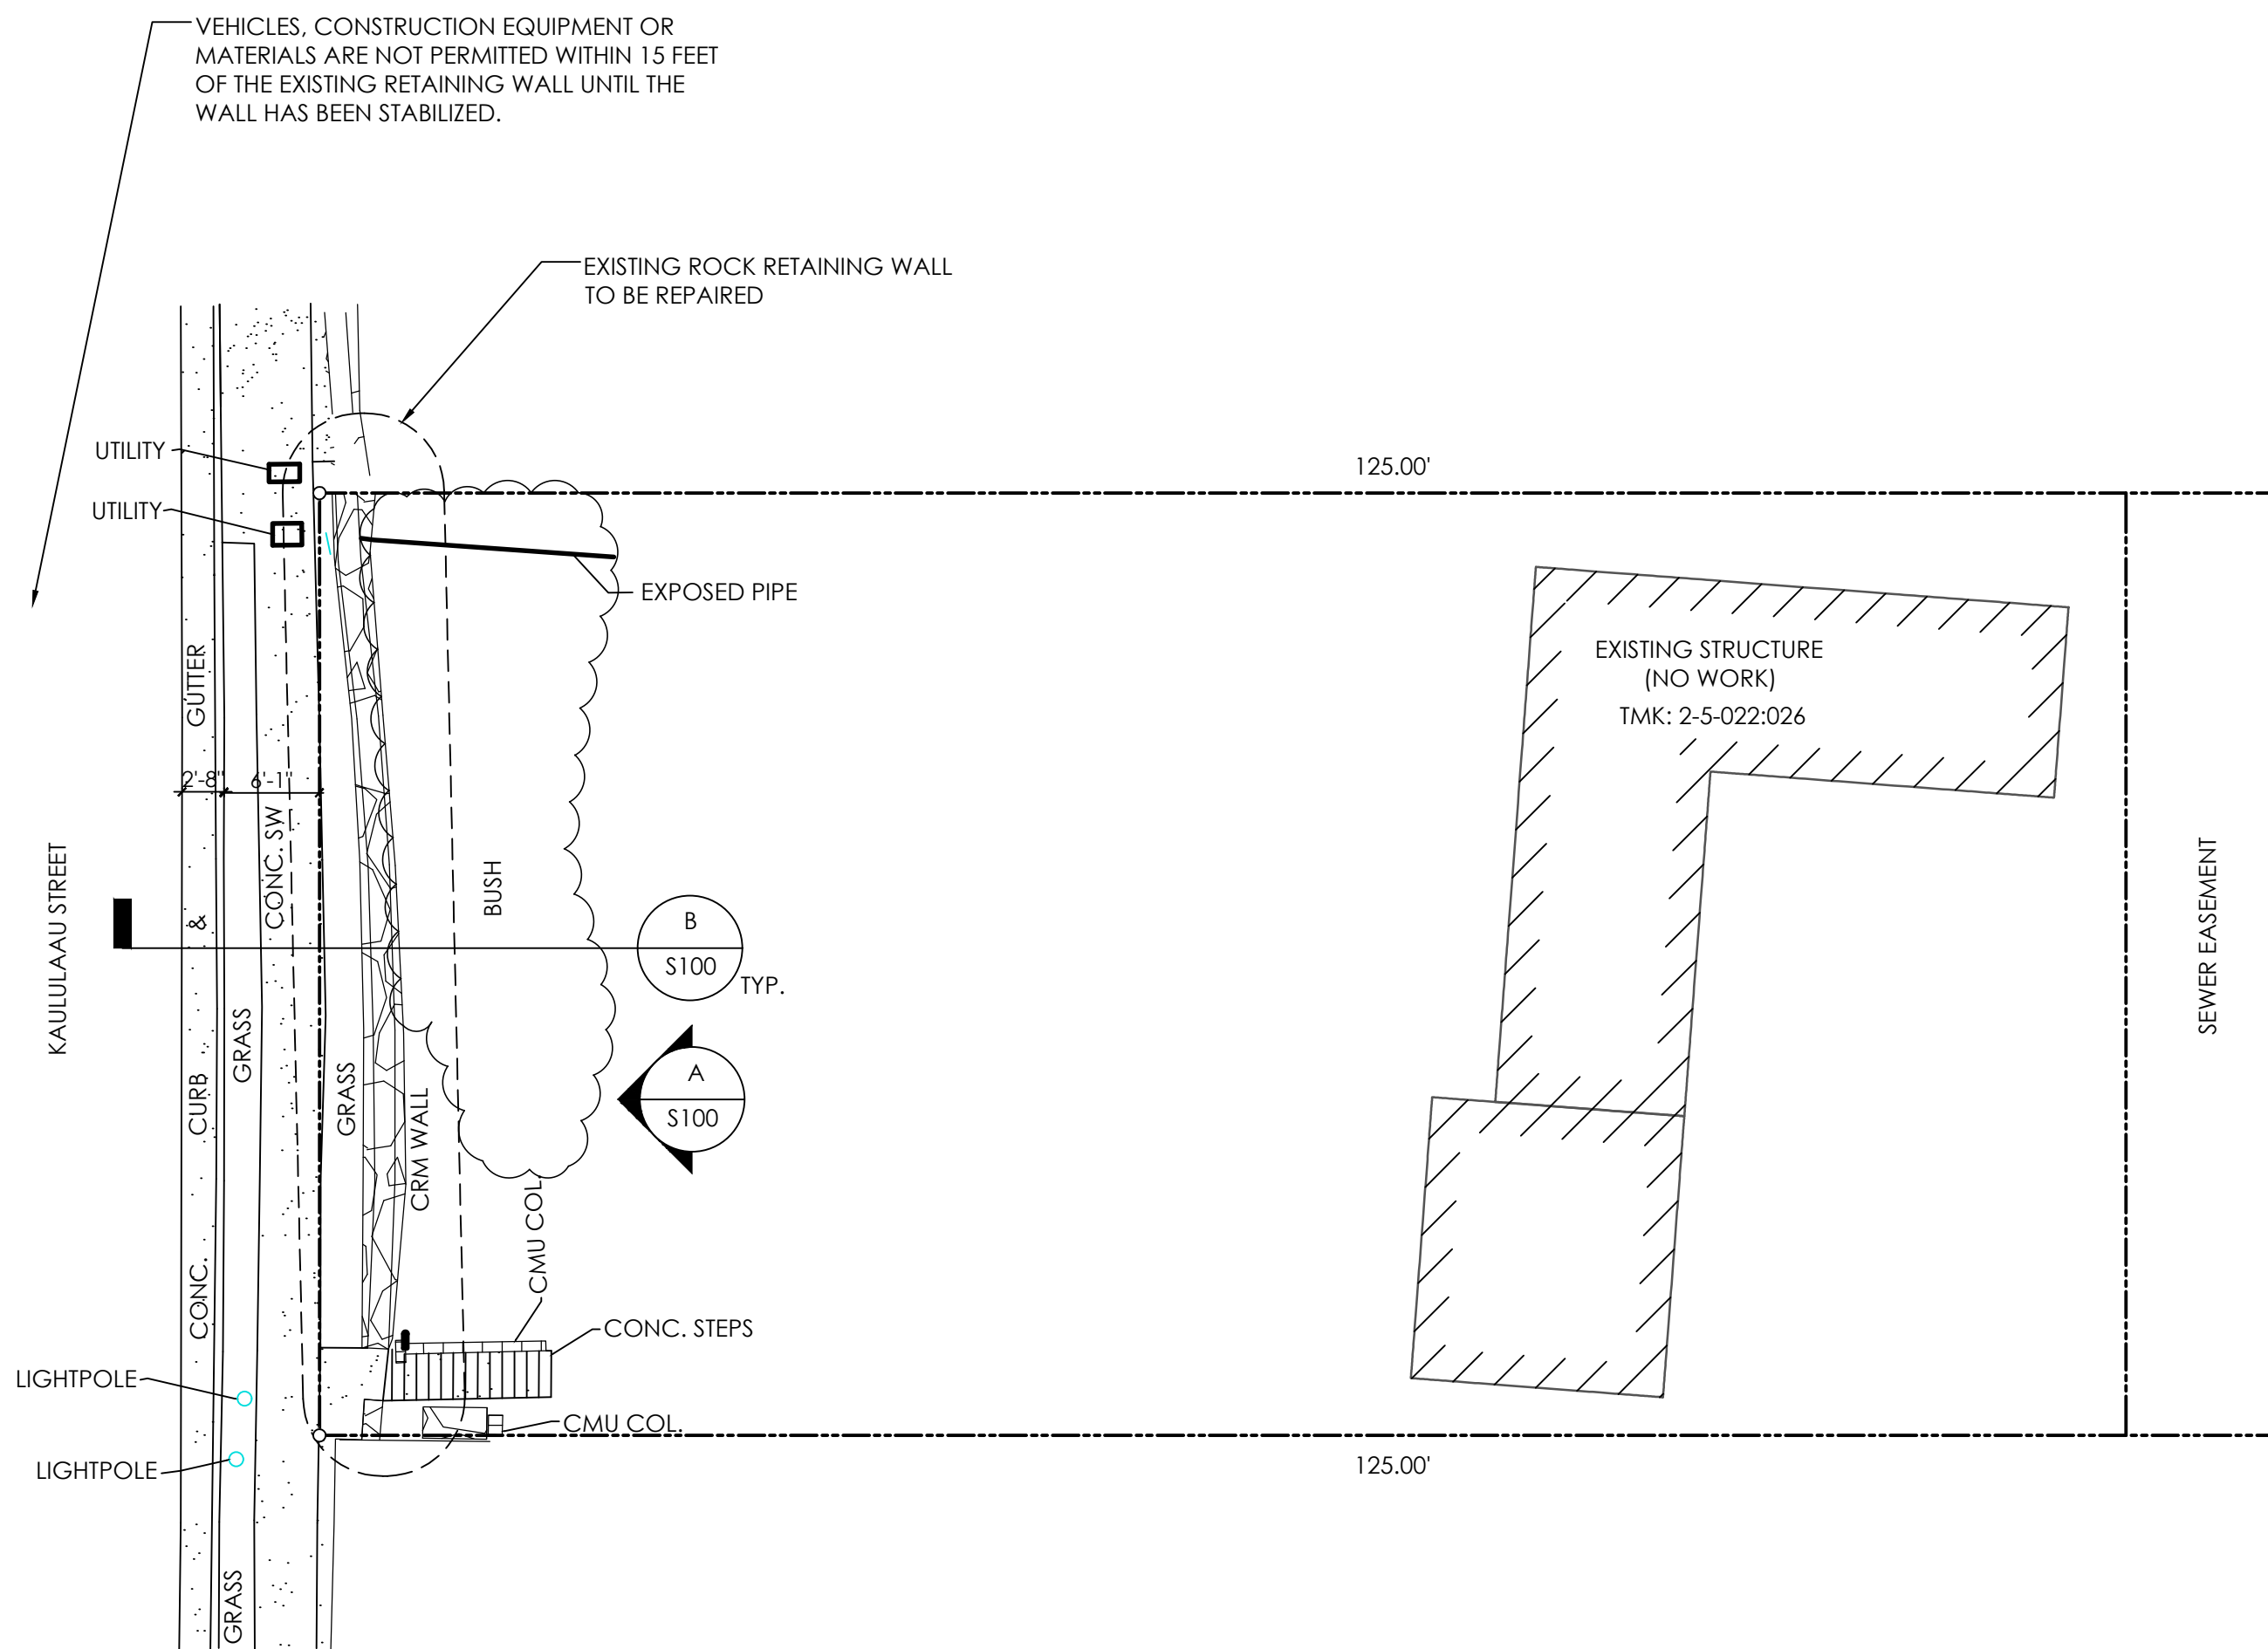 VEHICLES, CONSTRUCTION EQUIPMENT OR
MATERIALS ARE NOT PERMITTED WITHIN 15 FEET
OF THE EXISTING RETAINING WALL UNTIL THE
WALL HAS BEEN STABILIZED.
EXISTING ROCK RETAINING WALL
TO BE REPAIRED
UTILITY
UTILITY
125.00'
EXPOSED PIPE
EXISTING STRUCTURE
(NO WORK)
TMK: 2-5-022:026
2'-8"
6'-1"
KAULULAAU STREET
CONC. CURB & GUTTER
GRASS
CONC. SW
GRASS
CRM WALL
BUSH
B
S100
TYP.
A
S100
SEWER EASEMENT
CMU COL.
CONC. STEPS
LIGHTPOLE
CMU COL.
LIGHTPOLE
125.00'
GRASS